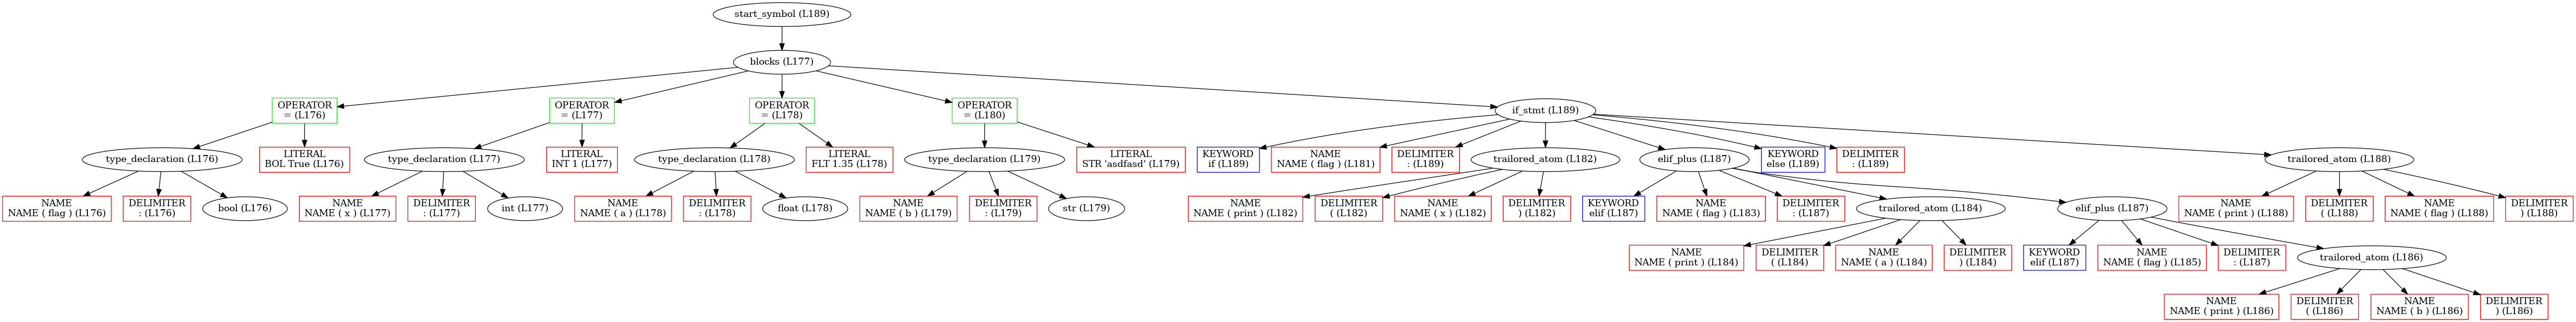 start_symbol (L189)
blocks (L177)
OPERATOR
= (L176)
OPERATOR
= (L177)
OPERATOR
= (L178)
OPERATOR
= (L180)
if_stmt (L189)
type_declaration (L176)
LITERAL
BOL True (L176)
type_declaration (L177)
LITERAL
INT 1 (L177)
type_declaration (L178)
LITERAL
FLT 1.35 (L178)
type_declaration (L179)
LITERAL
STR 'asdfasd' (L179)
KEYWORD
if (L189)
NAME
NAME ( flag ) (L181)
DELIMITER
: (L189)
trailored_atom (L182)
elif_plus (L187)
KEYWORD
else (L189)
DELIMITER
: (L189)
trailored_atom (L188)
NAME
NAME ( flag ) (L176)
DELIMITER
: (L176)
bool (L176)
NAME
NAME ( x ) (L177)
DELIMITER
: (L177)
int (L177)
NAME
NAME ( a ) (L178)
DELIMITER
: (L178)
float (L178)
NAME
NAME ( b ) (L179)
DELIMITER
: (L179)
str (L179)
NAME
NAME ( print ) (L182)
DELIMITER
( (L182)
NAME
NAME ( x ) (L182)
DELIMITER
) (L182)
KEYWORD
elif (L187)
NAME
NAME ( flag ) (L183)
DELIMITER
: (L187)
trailored_atom (L184)
elif_plus (L187)
NAME
NAME ( print ) (L188)
DELIMITER
( (L188)
NAME
NAME ( flag ) (L188)
DELIMITER
) (L188)
NAME
NAME ( print ) (L184)
DELIMITER
( (L184)
NAME
NAME ( a ) (L184)
DELIMITER
) (L184)
KEYWORD
elif (L187)
NAME
NAME ( flag ) (L185)
DELIMITER
: (L187)
trailored_atom (L186)
NAME
NAME ( print ) (L186)
DELIMITER
( (L186)
NAME
NAME ( b ) (L186)
DELIMITER
) (L186)